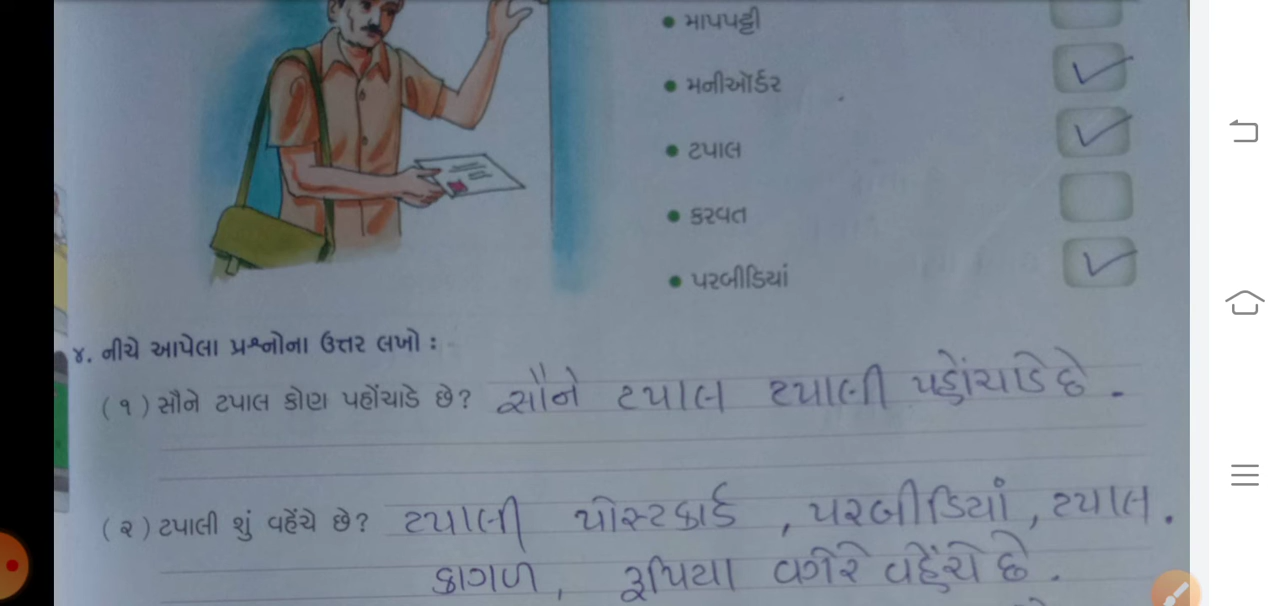 • માપપટ્ટી
• મનીઑર્ડર
• ટપાલ
• કરવત
• પરબીડિયાં
૪. નીચે આપેલા પ્રશ્નોના ઉત્તર લખો :
(૧) સૌને ટપાલ કોણ પહોંચાડે છે? સૌને ટપાલ ટપાલી પહોંચાડે છે.
(૨) ટપાલી શું વહેંચે છે? ટપાલી પોસ્ટકાર્ડ, પરબીડિયાં, ટપાલ.
કાગળ, રૂપિયા વગેરે વહેંચે છે.